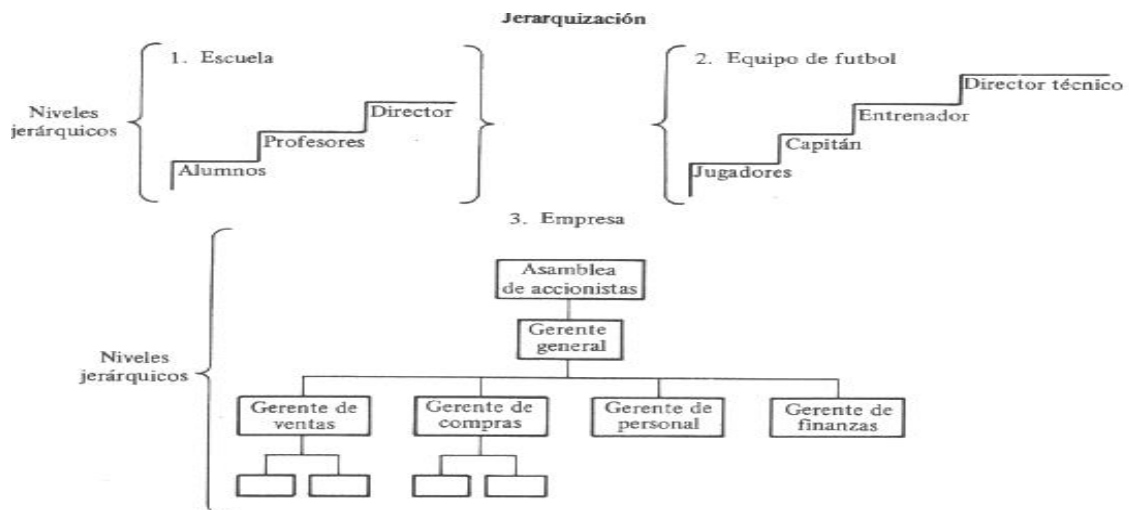 Jerarquización
1. Escuela
Niveles
jerárquicos
Director
Profesores
Alumnos
2. Equipo de futbol
Director técnico
Entrenador
Capitán
Jugadores
3. Empresa
Niveles
jerárquicos
Asamblea
de accionistas
Gerente
general
Gerente de
ventas
Gerente de
compras
Gerente de
personal
Gerente de
finanzas